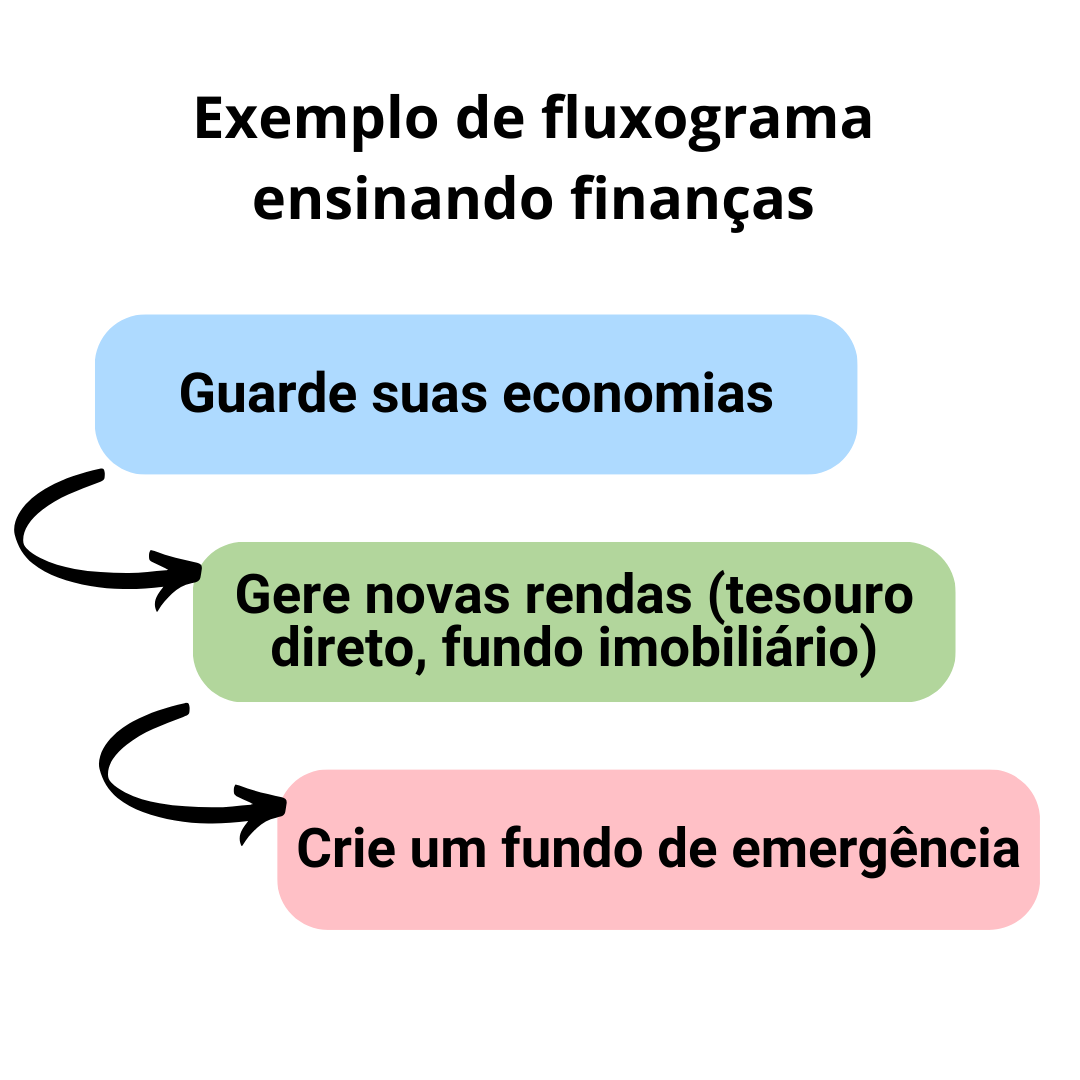 Exemplo de fluxograma
ensinando finanças
Guarde suas economias
Gere novas rendas (tesouro
direto, fundo imobiliário)
Crie um fundo de emergência